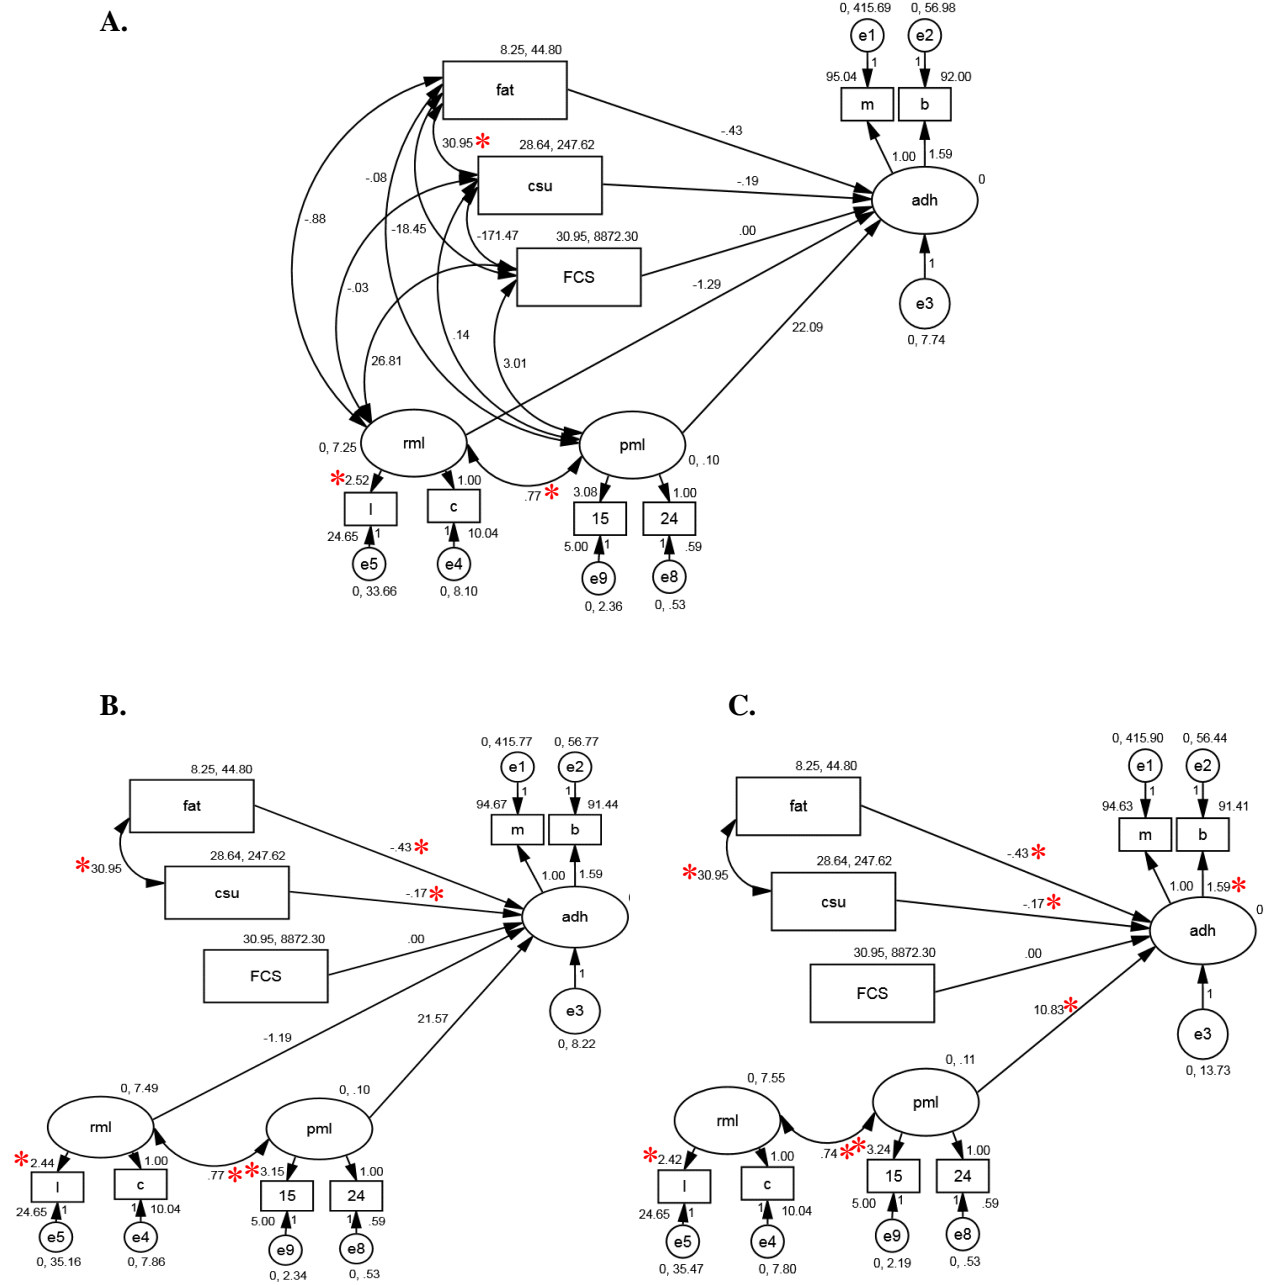 A.
0, 415.69 0, 56.98
e1 e2
1 1
8.25, 44.80
95.04 92.00
fat m b
-.43
30.95 * 28.64, 247.62
1.00 1.59
-.08 csu -.19 adh 0
-.88 -18.45 -171.47 30.95, 8872.30 .00
FCS 1
-.03 -1.29
e3
22.09
0, 7.74
.14 3.01
26.81
rml pml
0, 7.25 0, .10
*2.52 1.00 .77 * 3.08 1.00
l c 15 24
24.65 1 1 10.04 5.00 1 1 .59
e5 e4 e9 e8
0, 33.66 0, 8.10 0, 2.36 0, .53
B.
0, 415.77 0, 56.77
8.25, 44.80 e1 e2
1 1
fat 94.67 91.44
m b
-.43*
*30.95 28.64, 247.62
1.00 1.59
csu -.17*
adh
30.95, 8872.30 .00
FCS 1
e3
21.57
-1.19 0, 8.22
0, 7.49 0, .10
rml pml
*2.44 1.00 .77 * *3.15 1.00
l c 15 24
24.65 1 1 10.04 5.00 1 1 .59
e5 e4 e9 e8
0, 35.16 0, 7.86 0, 2.34 0, .53
C.
0, 415.90 0, 56.44
8.25, 44.80 e1 e2
1 1
fat 94.63 91.41
m b
-.43*
*30.95 28.64, 247.62
1.00 1.59*
csu -.17*
0
adh
30.95, 8872.30 .00
FCS 1
10.83*
e3
0, 13.73
0, 7.55 0, .11
rml pml
*2.42 1.00 .74 * *3.24 1.00
l c 15 24
24.65 1 1 10.04 5.00 1 1 .59
e5 e4 e9 e8
0, 35.47 0, 7.80 0, 2.19 0, .53